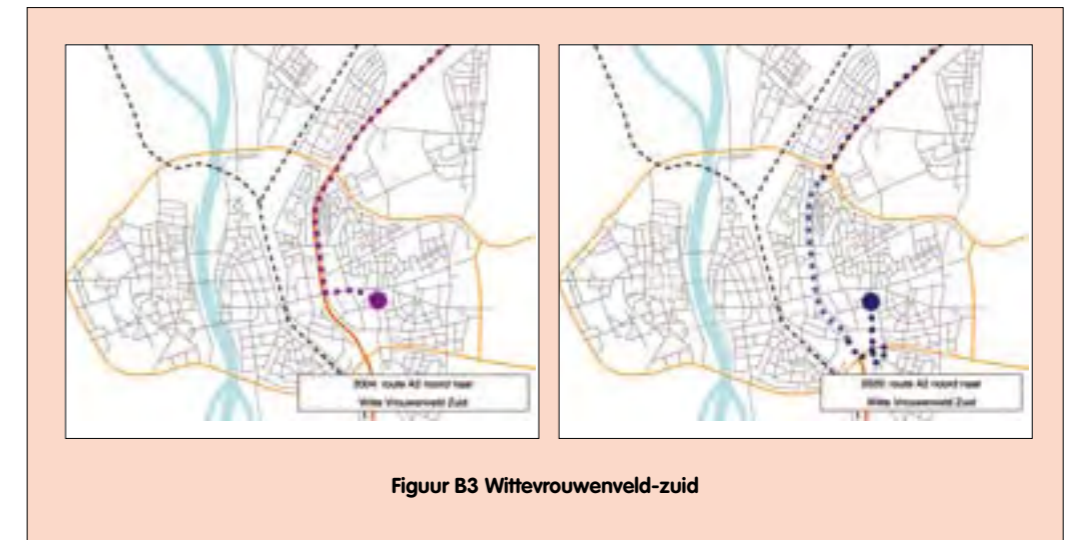 2004: route A2 noord naar
Witte Vrouwenveld Zuid
2020: route A2 noord naar
Witte Vrouwenveld Zuid
Figuur B3 Wittevrouwenveld-zuid